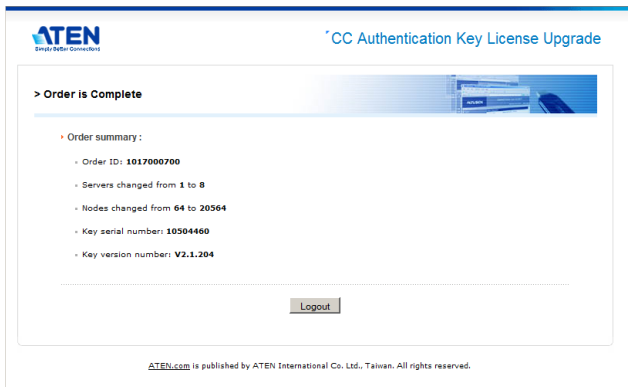 ATEN
Simply Better Connections
CC Authentication Key License Upgrade
> Order is Complete
Order summary :
Order ID: 1017000700
Servers changed from 1 to 8
Nodes changed from 64 to 20564
Key serial number: 10504460
Key version number: V2.1.204
Logout
ATEN.com is published by ATEN International Co. Ltd., Taiwan. All rights reserved.